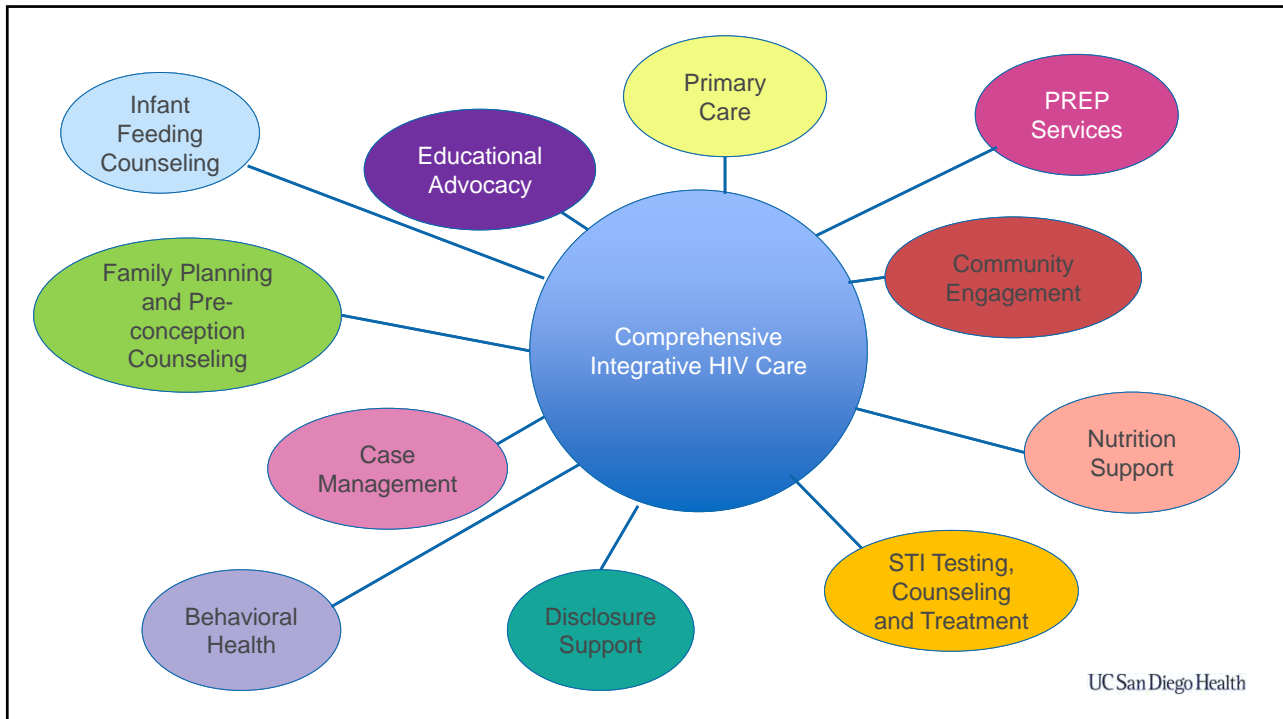 Infant
Feeding
Counseling
Educational
Advocacy
Primary
Care
PREP
Services
Family Planning
and Pre-
conception
Counseling
Comprehensive
Integrative HIV Care
Community
Engagement
Case
Management
Nutrition
Support
Behavioral
Health
Disclosure
Support
STI Testing,
Counseling
and Treatment
UC San Diego Health